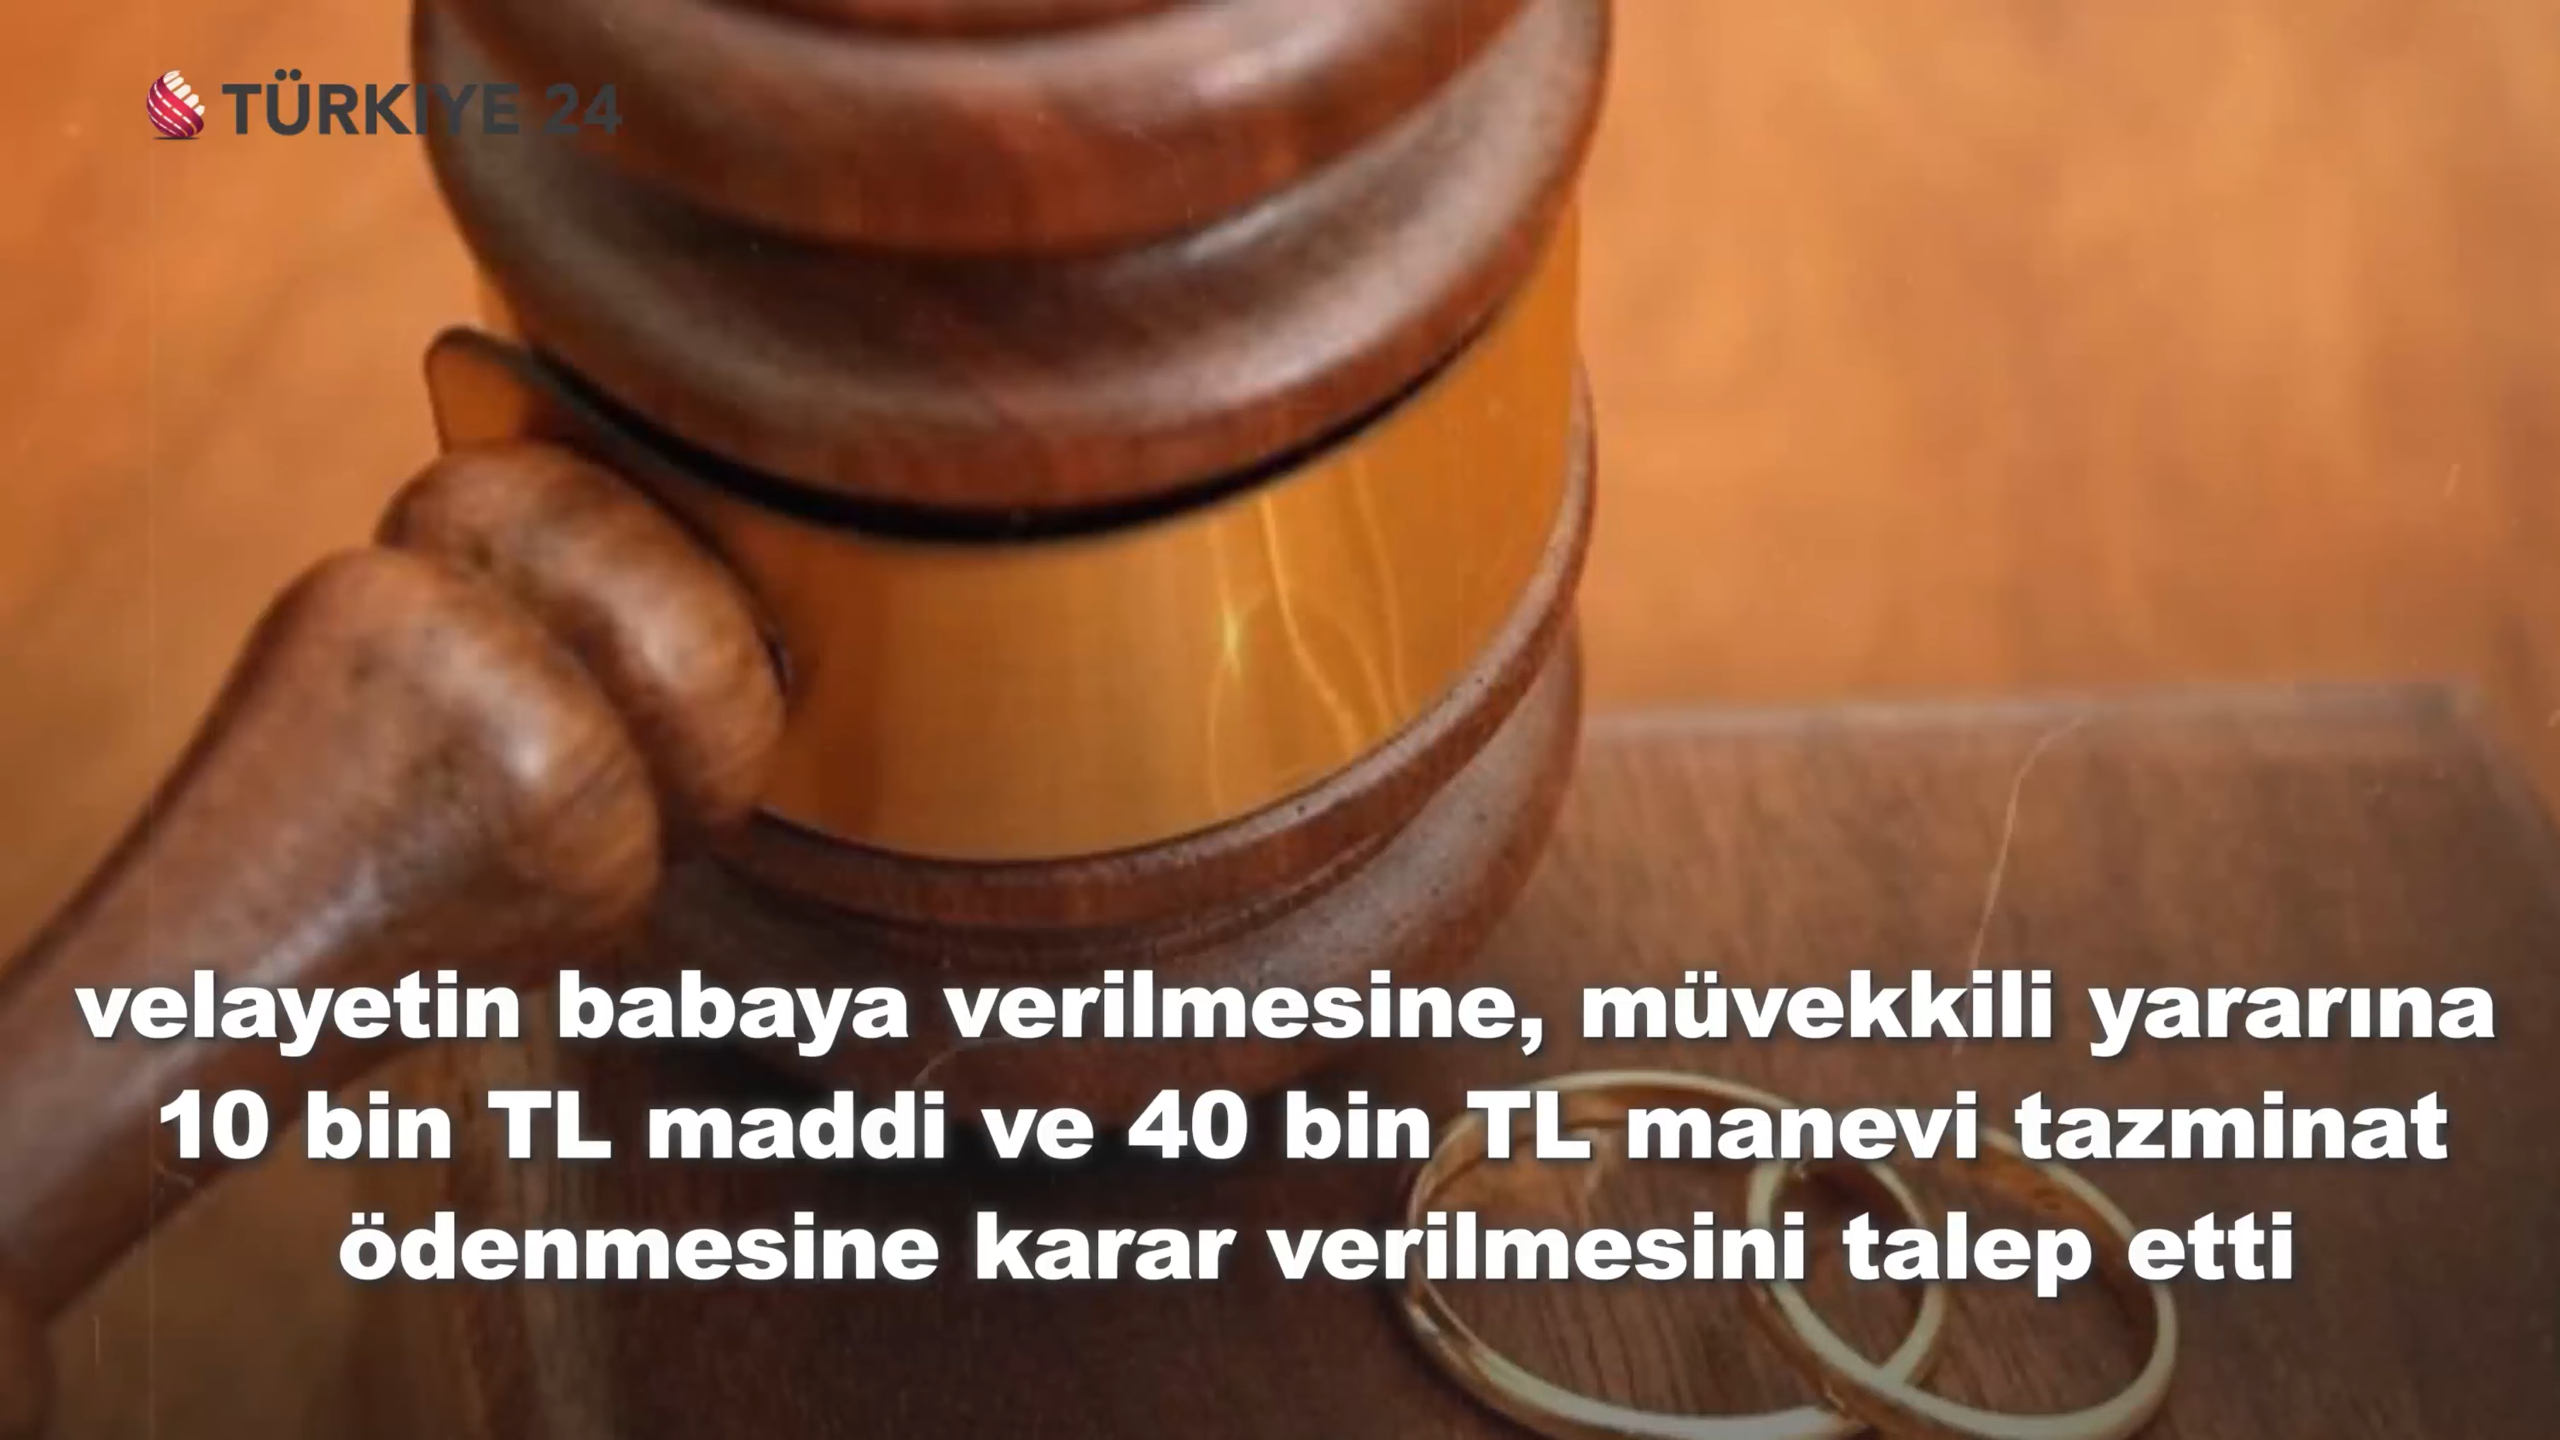 TÜRKİYE 24
velayetin babaya verilmesine, müvekkili yararına
10 bin TL maddi ve 40 bin TL manevi tazminat
ödenmesine karar verilmesini talep etti